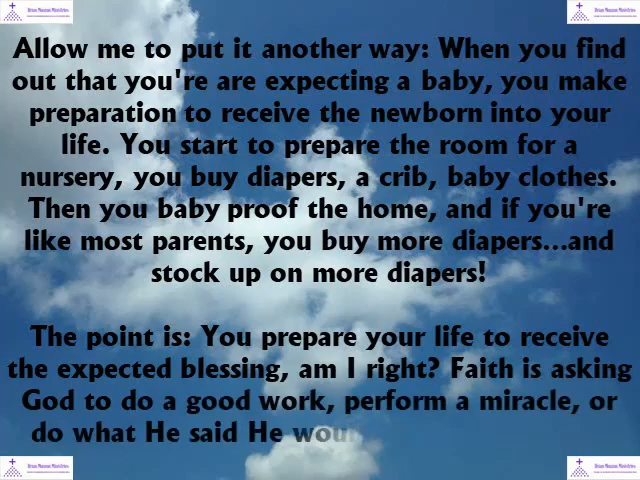 Allow me to put it another way: When you find
out that you're are expecting a baby, you make
preparation to receive the newborn into your
life. You start to prepare the room for a
nursery, you buy diapers, a crib, baby clothes.
Then you baby proof the home, and if you're
like most parents, you buy more diapers...and
stock up on more diapers!
The point is: You prepare your life to receive
the expected blessing, am I right? Faith is asking
God to do a good work, perform a miracle, or
do what He said He